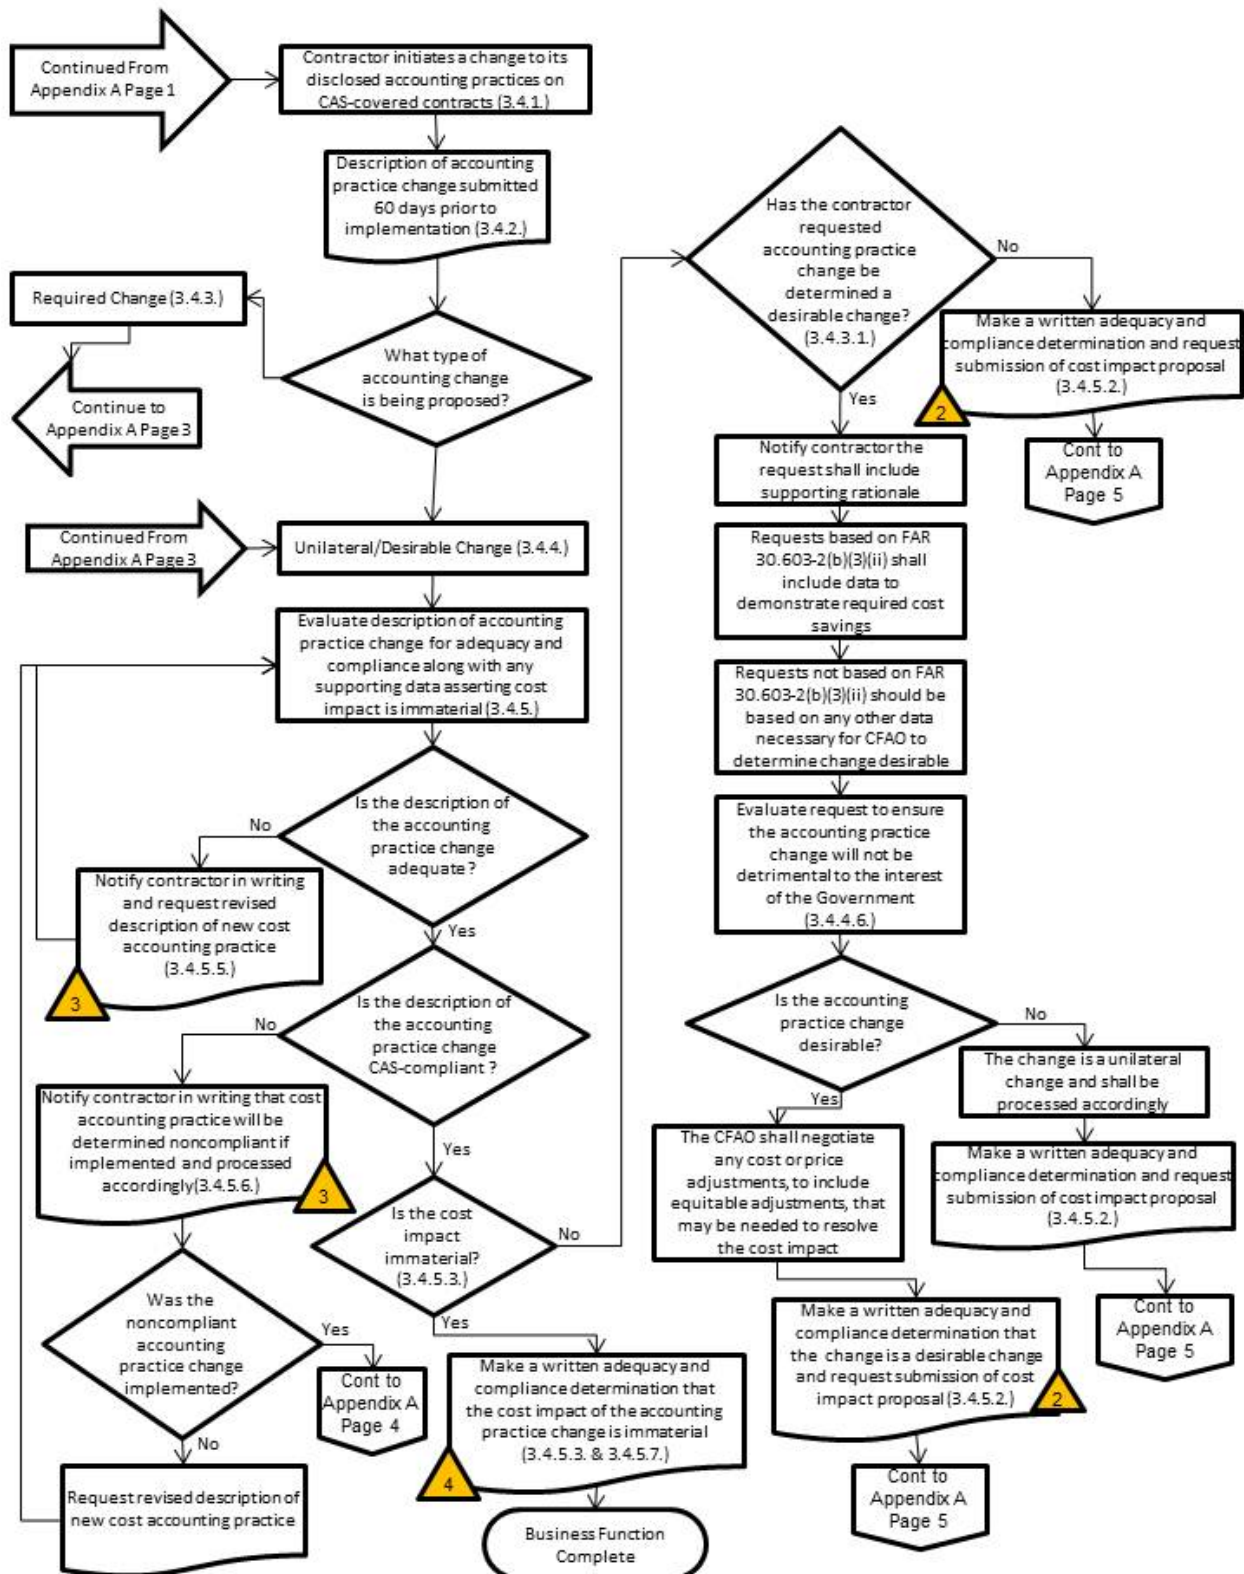 Continued From
Appendix A Page 1
Contractor initiates a change to its
disclosed accounting practices on
CAS-covered contracts (3.4.1.)
Description of accounting
practice change submitted
60 days prior to
implementation (3.4.2.)
Required Change (3.4.3.)
What type of
accounting change
is being proposed?
Continue to
Appendix A Page 3
Continued From
Appendix A Page 3
Unilateral/Desirable Change (3.4.4.)
Evaluate description of accounting
practice change for adequacy and
compliance along with any
supporting data asserting cost
impact is immaterial (3.4.5.)
Is the description of
the accounting
practice change
adequate?
No
Notify contractor in writing
and request revised
description of new cost
accounting practice
(3.4.5.5.)
3
Yes
Is the description of
the accounting
practice change
CAS-compliant?
No
Notify contractor in writing that cost
accounting practice will be
determined noncompliant if
implemented and processed
accordingly(3.4.5.6.)
3
Yes
Is the cost
impact
immaterial?
(3.4.5.3.)
No
Was the
noncompliant
accounting
practice change
implemented?
Yes
Cont to
Appendix A
Page 4
No
Request revised description of
new cost accounting practice
Yes
Make a written adequacy and
compliance determination that
the cost impact of the accounting
practice change is immaterial
(3.4.5.3. & 3.4.5.7.)
4
Business Function
Complete
Has the contractor
requested
accounting practice
change be
determined a
desirable change?
(3.4.3.1.)
No
Make a written adequacy and
compliance determination and request
submission of cost impact proposal
(3.4.5.2.)
2
Cont to
Appendix A
Page 5
Yes
Notify contractor the
request shall include
supporting rationale
Requests based on FAR
30.603-2(b)(3)(ii) shall
include data to
demonstrate required cost
savings
Requests not based on FAR
30.603-2(b)(3)(ii) should be
based on any other data
necessary for CFAO to
determine change desirable
Evaluate request to ensure
the accounting practice
change will not be
detrimental to the interest
of the Government
(3.4.4.6.)
Is the accounting
practice change
desirable?
No
The change is a unilateral
change and shall be
processed accordingly
Make a written adequacy and
compliance determination and request
submission of cost impact proposal
(3.4.5.2.)
Cont to
Appendix A
Page 5
Yes
The CFAO shall negotiate
any cost or price
adjustments, to include
equitable adjustments, that
may be needed to resolve
the cost impact
Make a written adequacy and
compliance determination that
the change is a desirable change
and request submission of cost
impact proposal (3.4.5.2.)
2
Cont to
Appendix A
Page 5